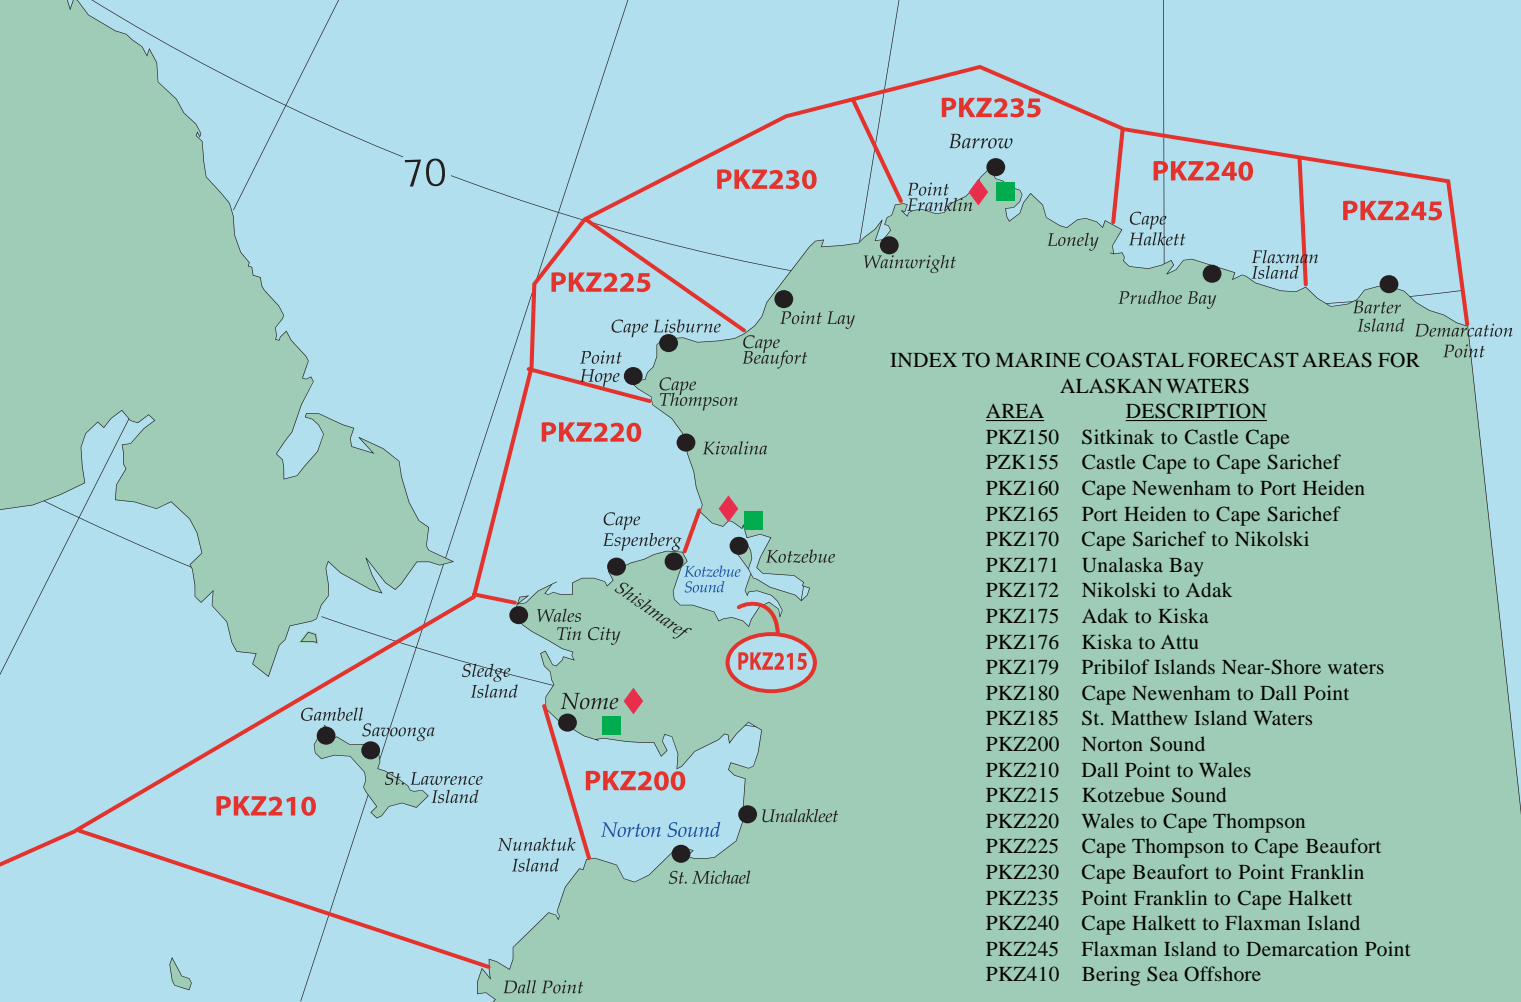 PKZ235
Barrow
70
PKZ230
PKZ240
Point
Franklin
PKZ245
Cape
Halkett
Lonely
Wainwright
Flaxman
Island
PKZ225
Prudhoe Bay
Barter
Island
Point Lay
Cape Lisburne
Demarcation
Point
Cape
Beaufort
Point
Hope
Cape
Thompson
PKZ220
Kivalina
Cape
Espenberg
Kotzebue
Kotzebue
Sound
Shishmaref
Wales
Tin City
PKZ215
Sledge
Island
Nome
Gambell
Savoonga
St. Lawrence
Island
PKZ200
PKZ210
Unalakleet
Norton Sound
Nunaktuk
Island
St. Michael
Dall Point
INDEX TO MARINE COASTAL FORECAST AREAS FOR
ALASKAN WATERS
AREA DESCRIPTION
PKZ150 Sitkinak to Castle Cape
PZK155 Castle Cape to Cape Sarichef
PKZ160 Cape Newenham to Port Heiden
PKZ165 Port Heiden to Cape Sarichef
PKZ170 Cape Sarichef to Nikolski
PKZ171 Unalaska Bay
PKZ172 Nikolski to Adak
PKZ175 Adak to Kiska
PKZ176 Kiska to Attu
PKZ179 Pribilof Islands Near-Shore waters
PKZ180 Cape Newenham to Dall Point
PKZ185 St. Matthew Island Waters
PKZ200 Norton Sound
PKZ210 Dall Point to Wales
PKZ215 Kotzebue Sound
PKZ220 Wales to Cape Thompson
PKZ225 Cape Thompson to Cape Beaufort
PKZ230 Cape Beaufort to Point Franklin
PKZ235 Point Franklin to Cape Halkett
PKZ240 Cape Halkett to Flaxman Island
PKZ245 Flaxman Island to Demarcation Point
PKZ410 Bering Sea Offshore